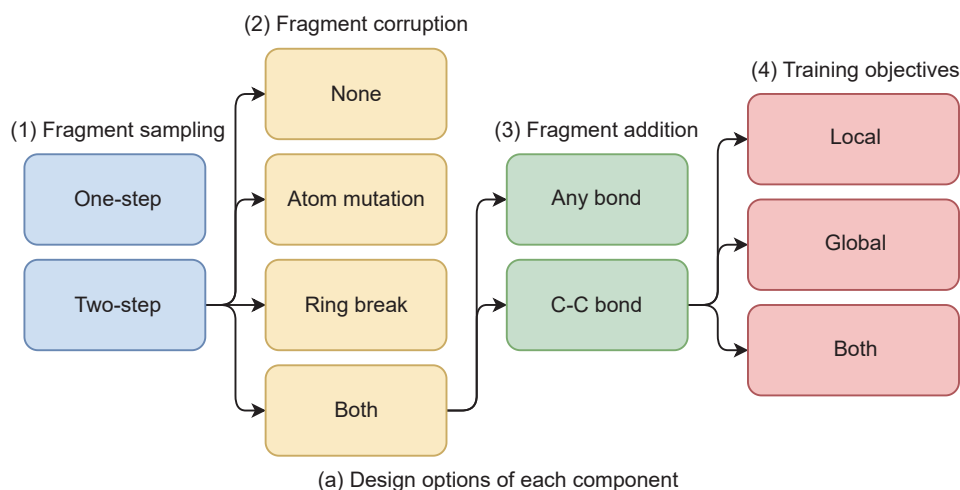 (1) Fragment sampling
One-step
Two-step
(2) Fragment corruption
None
Atom mutation
Ring break
Both
(3) Fragment addition
Any bond
C-C bond
(4) Training objectives
Local
Global
Both
(a) Design options of each component